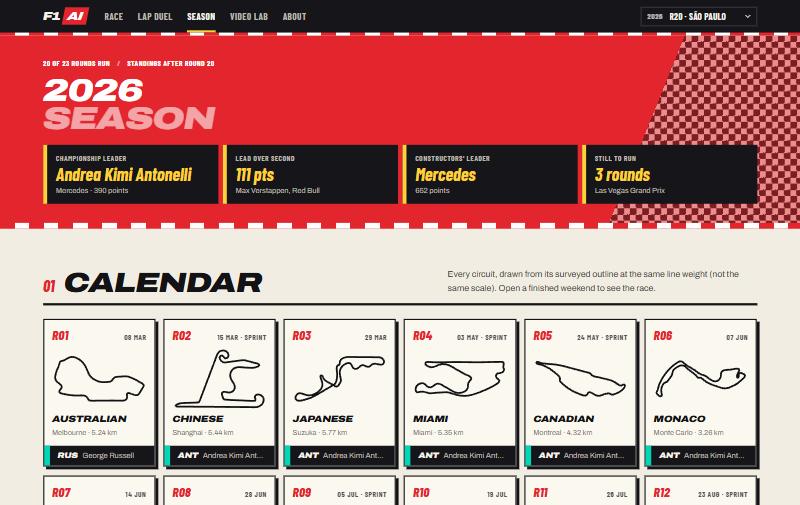 F1 AI RACE LAP DUEL SEASON VIDEO LAB ABOUT 2026 R20 · SÃO PAULO
20 OF 23 ROUNDS RUN / STANDINGS AFTER ROUND 20
2026
SEASON
CHAMPIONSHIP LEADER
Andrea Kimi Antonelli
Mercedes · 390 points
LEAD OVER SECOND
111 pts
Max Verstappen, Red Bull
CONSTRUCTORS' LEADER
Mercedes
652 points
STILL TO RUN
3 rounds
Las Vegas Grand Prix
01 CALENDAR
Every circuit, drawn from its surveyed outline at the same line weight (not the
same scale). Open a finished weekend to see the race.
R01 08 MAR
AUSTRALIAN
Melbourne · 5.24 km
RUS George Russell
R02 15 MAR · SPRINT
CHINESE
Shanghai · 5.44 km
ANT Andrea Kimi Ant...
R03 29 MAR
JAPANESE
Suzuka · 5.77 km
ANT Andrea Kimi Ant...
R04 03 MAY · SPRINT
MIAMI
Miami · 5.35 km
ANT Andrea Kimi Ant...
R05 24 MAY · SPRINT
CANADIAN
Montreal · 4.32 km
ANT Andrea Kimi Ant...
R06 07 JUN
MONACO
Monte Carlo · 3.26 km
ANT Andrea Kimi Ant...
R07 14 JUN
R08 28 JUN
R09 05 JUL · SPRINT
R10 19 JUL
R11 26 JUL
R12 23 AUG · SPRINT